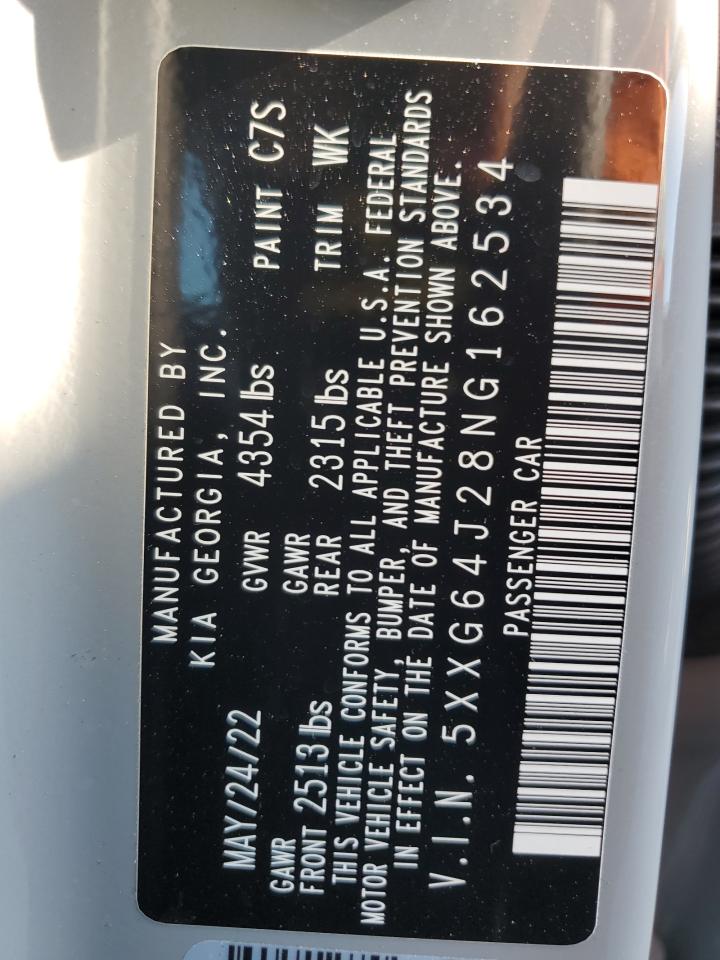 MANUFACTURED BY
KIA GEORGIA, INC.
MAY/24/22 GVWR 4354 lbs PAINT C7S
GAWR GAWR
FRONT 2513 lbs REAR 2315 lbs TRIM WK
THIS VEHICLE CONFORMS TO ALL APPLICABLE U.S.A. FEDERAL
MOTOR VEHICLE SAFETY, BUMPER, AND THEFT PREVENTION STANDARDS
IN EFFECT ON THE DATE OF MANUFACTURE SHOWN ABOVE.
V.I.N. 5XXG64J28NG162534
PASSENGER CAR